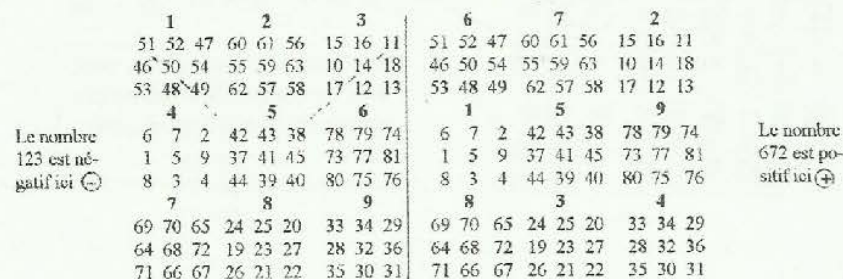 1 2 3 6 7 2
51 52 47 60 61 56 15 16 11 51 52 47 60 61 56 15 16 11
46 50 54 55 59 63 10 14 18 46 50 54 55 59 63 10 14 18
53 48 49 62 57 58 17 12 13 53 48 49 62 57 58 17 12 13
4 5 6 1 5 9
Le nombre 6 7 2 42 43 38 78 79 74 6 7 2 42 43 38 78 79 74 Le nombre
123 est né- 1 5 9 37 41 45 73 77 81 1 5 9 37 41 45 73 77 81 672 est po-
gatif ici ⊖ 8 3 4 44 39 40 80 75 76 8 3 4 44 39 40 80 75 76 sitif ici ⊕
7 8 9 8 3 4
69 70 65 24 25 20 33 34 29 69 70 65 24 25 20 33 34 29
64 68 72 19 23 27 28 32 36 64 68 72 19 23 27 28 32 36
71 66 67 26 21 22 35 30 31 71 66 67 26 21 22 35 30 31